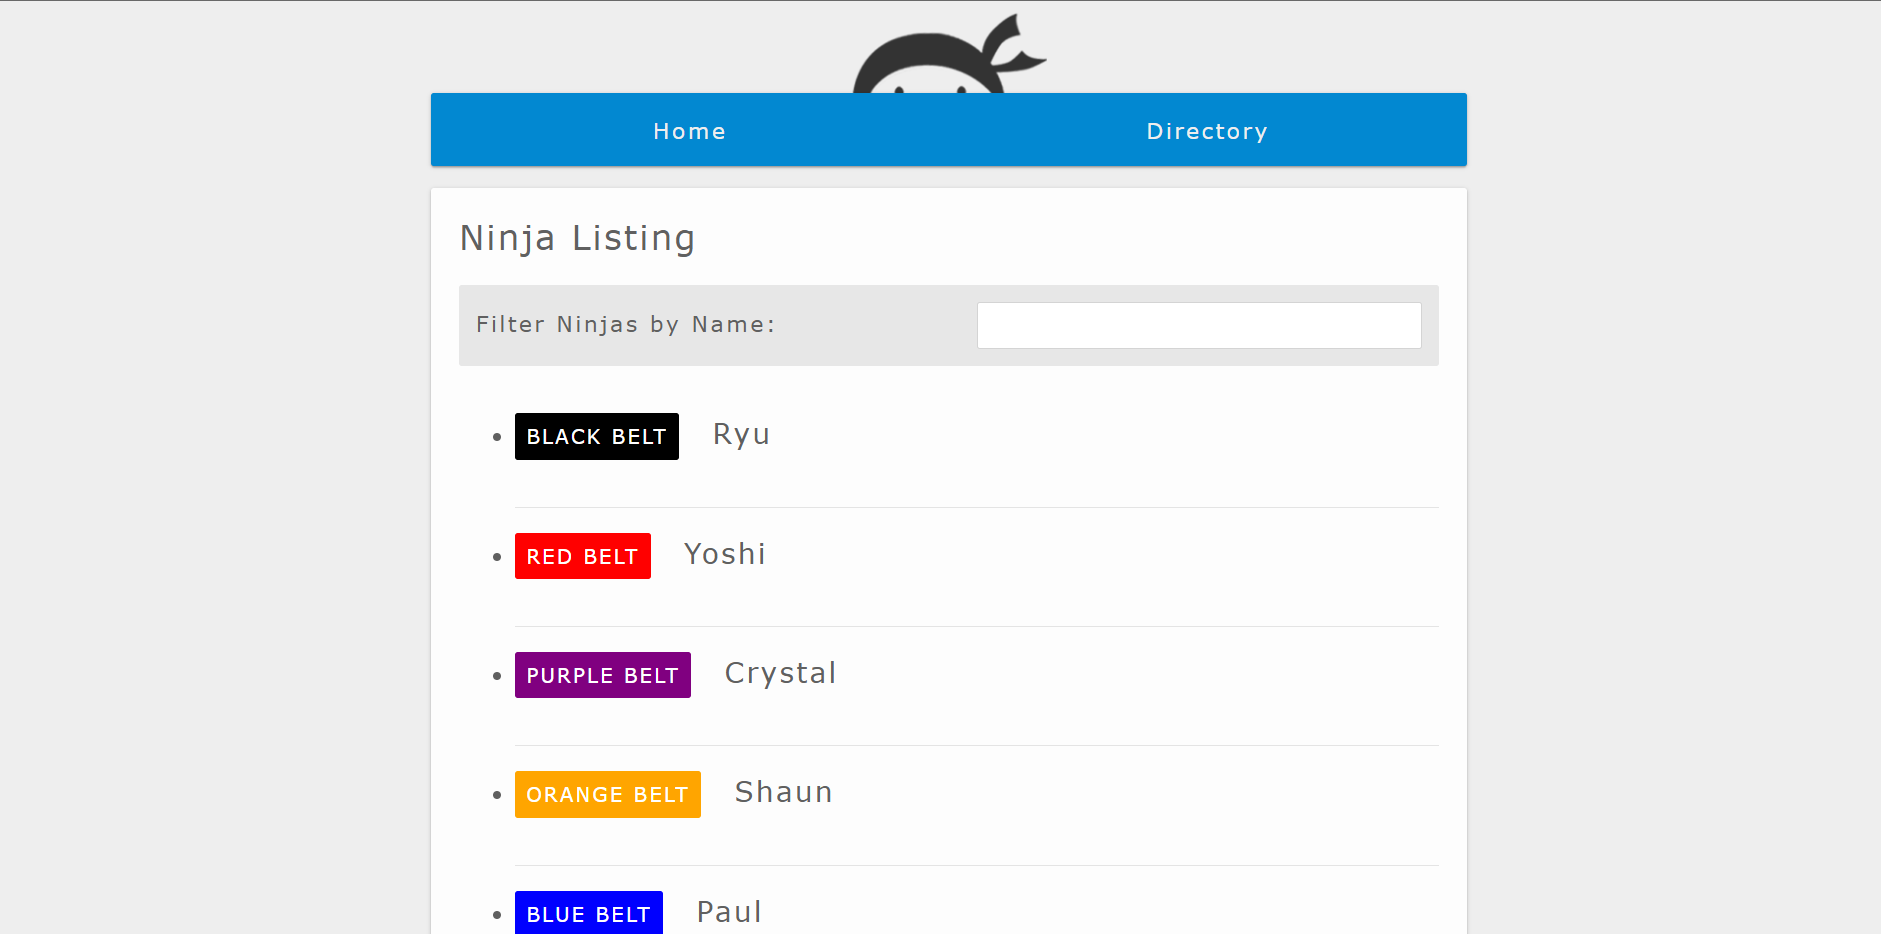 Home Directory
Ninja Listing
Filter Ninjas by Name:
BLACK BELT Ryu
RED BELT Yoshi
PURPLE BELT Crystal
ORANGE BELT Shaun
BLUE BELT Paul